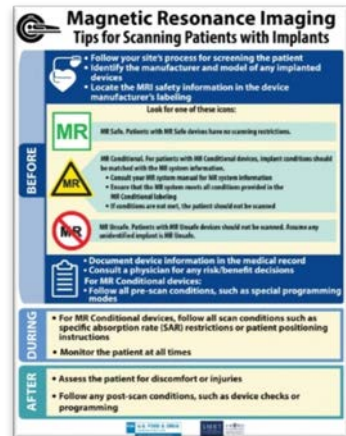 Magnetic Resonance Imaging
Tips for Scanning Patients with Implants
BEFORE
• Follow your site's process for screening the patient
• Identify the manufacturer and model of any implanted
devices
• Locate the MRI safety information in the device
manufacturer's labeling
Look for one of these icons:
MR
MR Safe. Patients with MR Safe devices have no scanning restrictions.
MR
MR Conditional. For patients with MR Conditional devices, implant conditions should
be matched with the MR system information.
• Consult your MR system manual for MR system information
• Ensure that the MR system meets all conditions provided in the
MR Conditional labeling
• If conditions are not met, the patient should not be scanned
MR
MR Unsafe. Patients with MR Unsafe devices should not be scanned. Assume any
unidentified implant is MR Unsafe.
• Document device information in the medical record
• Consult a physician for any risk/benefit decisions
For MR Conditional devices:
• Follow all pre-scan conditions, such as special programming
modes
DURING
• For MR Conditional devices, follow all scan conditions such as
specific absorption rate (SAR) restrictions or patient positioning
instructions
• Monitor the patient at all times
AFTER
• Assess the patient for discomfort or injuries
• Follow any post-scan conditions, such as device checks or
programming
U.S. FOOD & DRUG